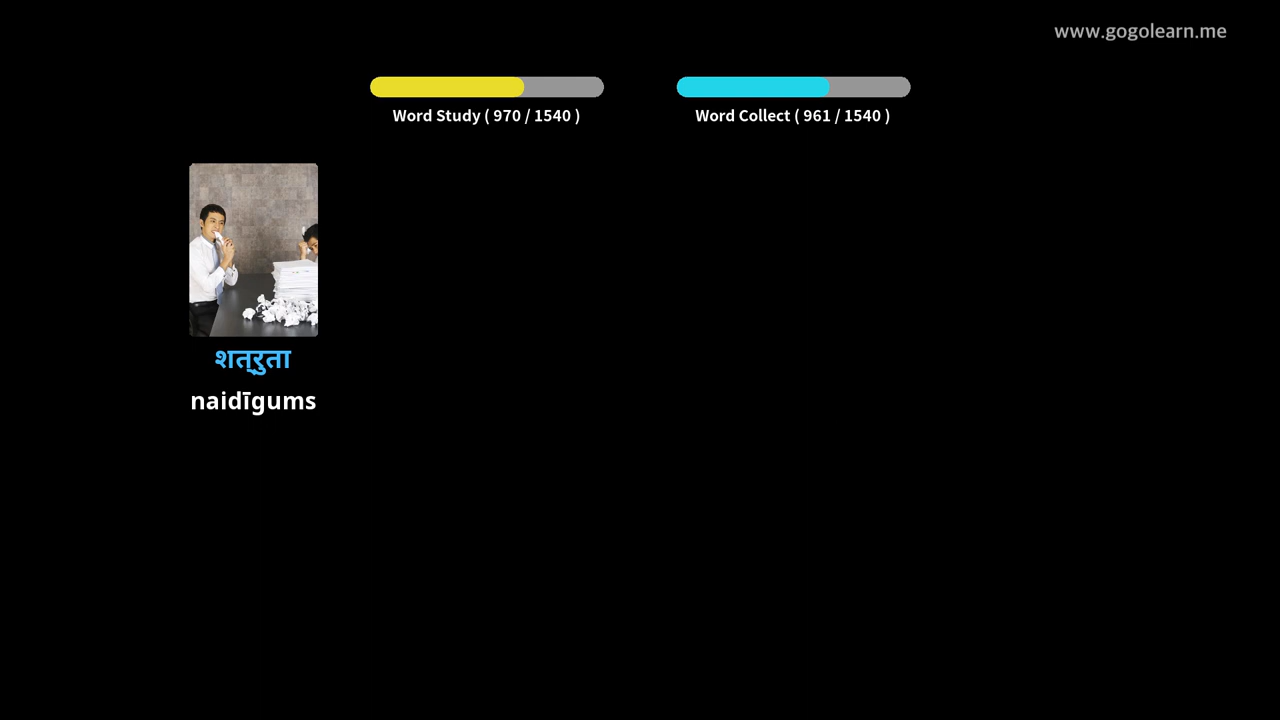 www.gogolearn.me
Word Study ( 970 / 1540 )
Word Collect ( 961 / 1540 )
शत्रुता
naidīgums